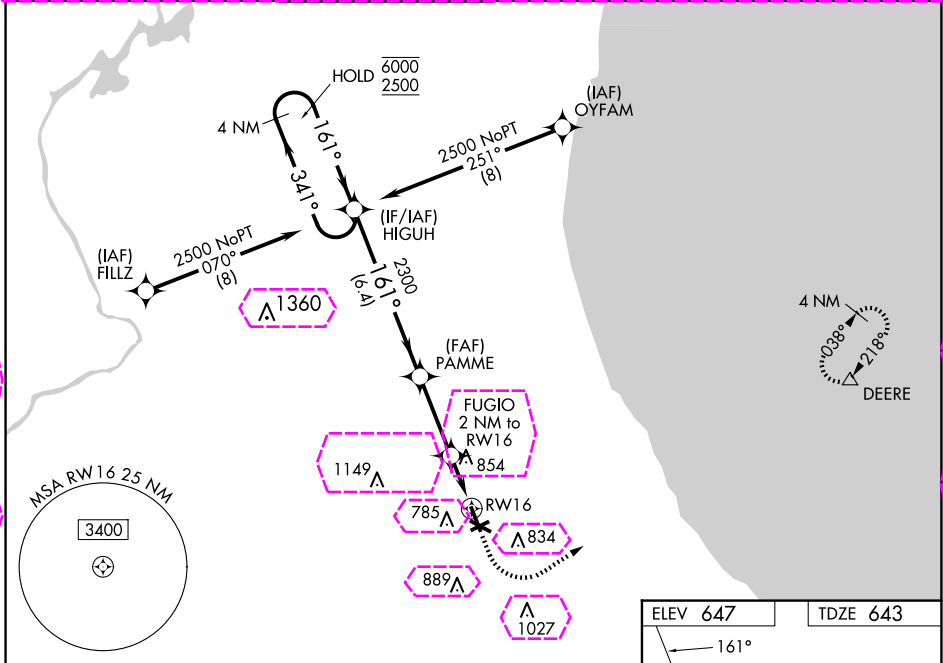 HOLD 6000
2500
4 NM
161°
341°
(IAF)
OYFAM
2500 NoPT
251°
(8)
(IF/IAF)
HIGUH
(IAF)
FILLZ
2500 NoPT
070°
(8)
2300
161°
(6.4)
1360
4 NM
038°
218°
DEERE
(FAF)
PAMME
FUGIO
2 NM to
RW16
854
1149
785
RW16
834
889
1027
MSA RW16 25 NM
3400
ELEV 647
TDZE 643
161°